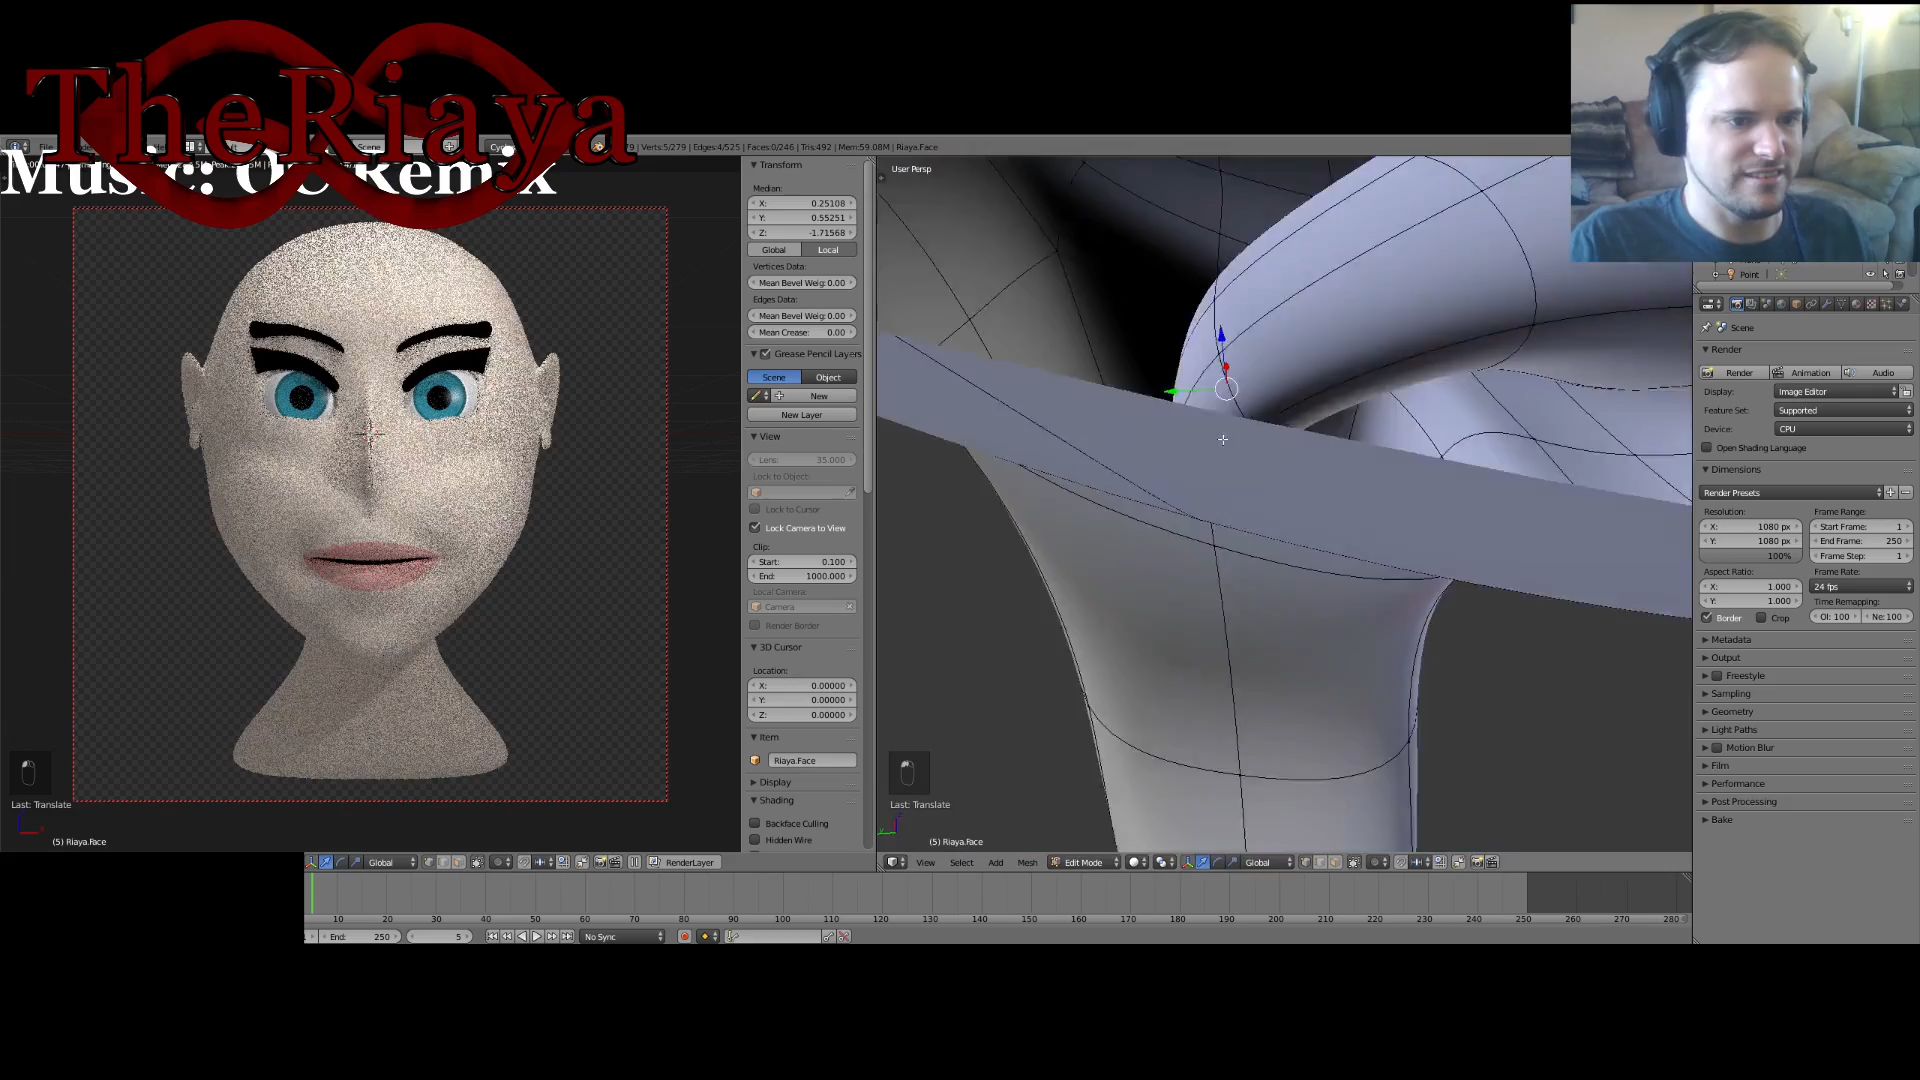 TheRiaya
Music: OC Remix
File
Scene
79 | Verts:5/279 | Edges:4/525 | Faces:0/246 | Tris:492 | Mem:59.08M | Riaya.Face
Transform
Median:
X: 0.25108
Y: 0.55251
Z: -1.71568
Global Local
Vertices Data:
Mean Bevel Weig: 0.00
Edges Data:
Mean Bevel Weig: 0.00
Mean Crease: 0.00
Grease Pencil Layers
Scene Object
New
New Layer
View
Lens: 35.000
Lock to Object:
Lock to Cursor
Lock Camera to View
Clip:
Start: 0.100
End: 1000.000
Local Camera:
Camera
Render Border
3D Cursor
Location:
X: 0.00000
Y: 0.00000
Z: 0.00000
Item
Riaya.Face
Display
Shading
Backface Culling
Hidden Wire
Last: Translate
(5) Riaya.Face
User Persp
Last: Translate
(5) Riaya.Face
Point
Scene
Render
Render Animation Audio
Display: Image Editor
Feature Set: Supported
Device: CPU
Open Shading Language
Dimensions
Render Presets
Resolution: Frame Range:
X: 1080 px Start Frame: 1
Y: 1080 px End Frame: 250
100% Frame Step: 1
Aspect Ratio: Frame Rate:
X: 1.000 24 fps
Y: 1.000 Time Remapping:
Border Crop Ol: 100 Ne: 100
Metadata
Output
Freestyle
Sampling
Geometry
Light Paths
Motion Blur
Film
Performance
Post Processing
Bake
Global RenderLayer
View Select Add Mesh Edit Mode Global
10 20 30 40 50 60 70 80 90 100 110 120 130 140 150 160 170 180 190 200 210 220 230 240 250 260 270 280
End: 250 5 No Sync